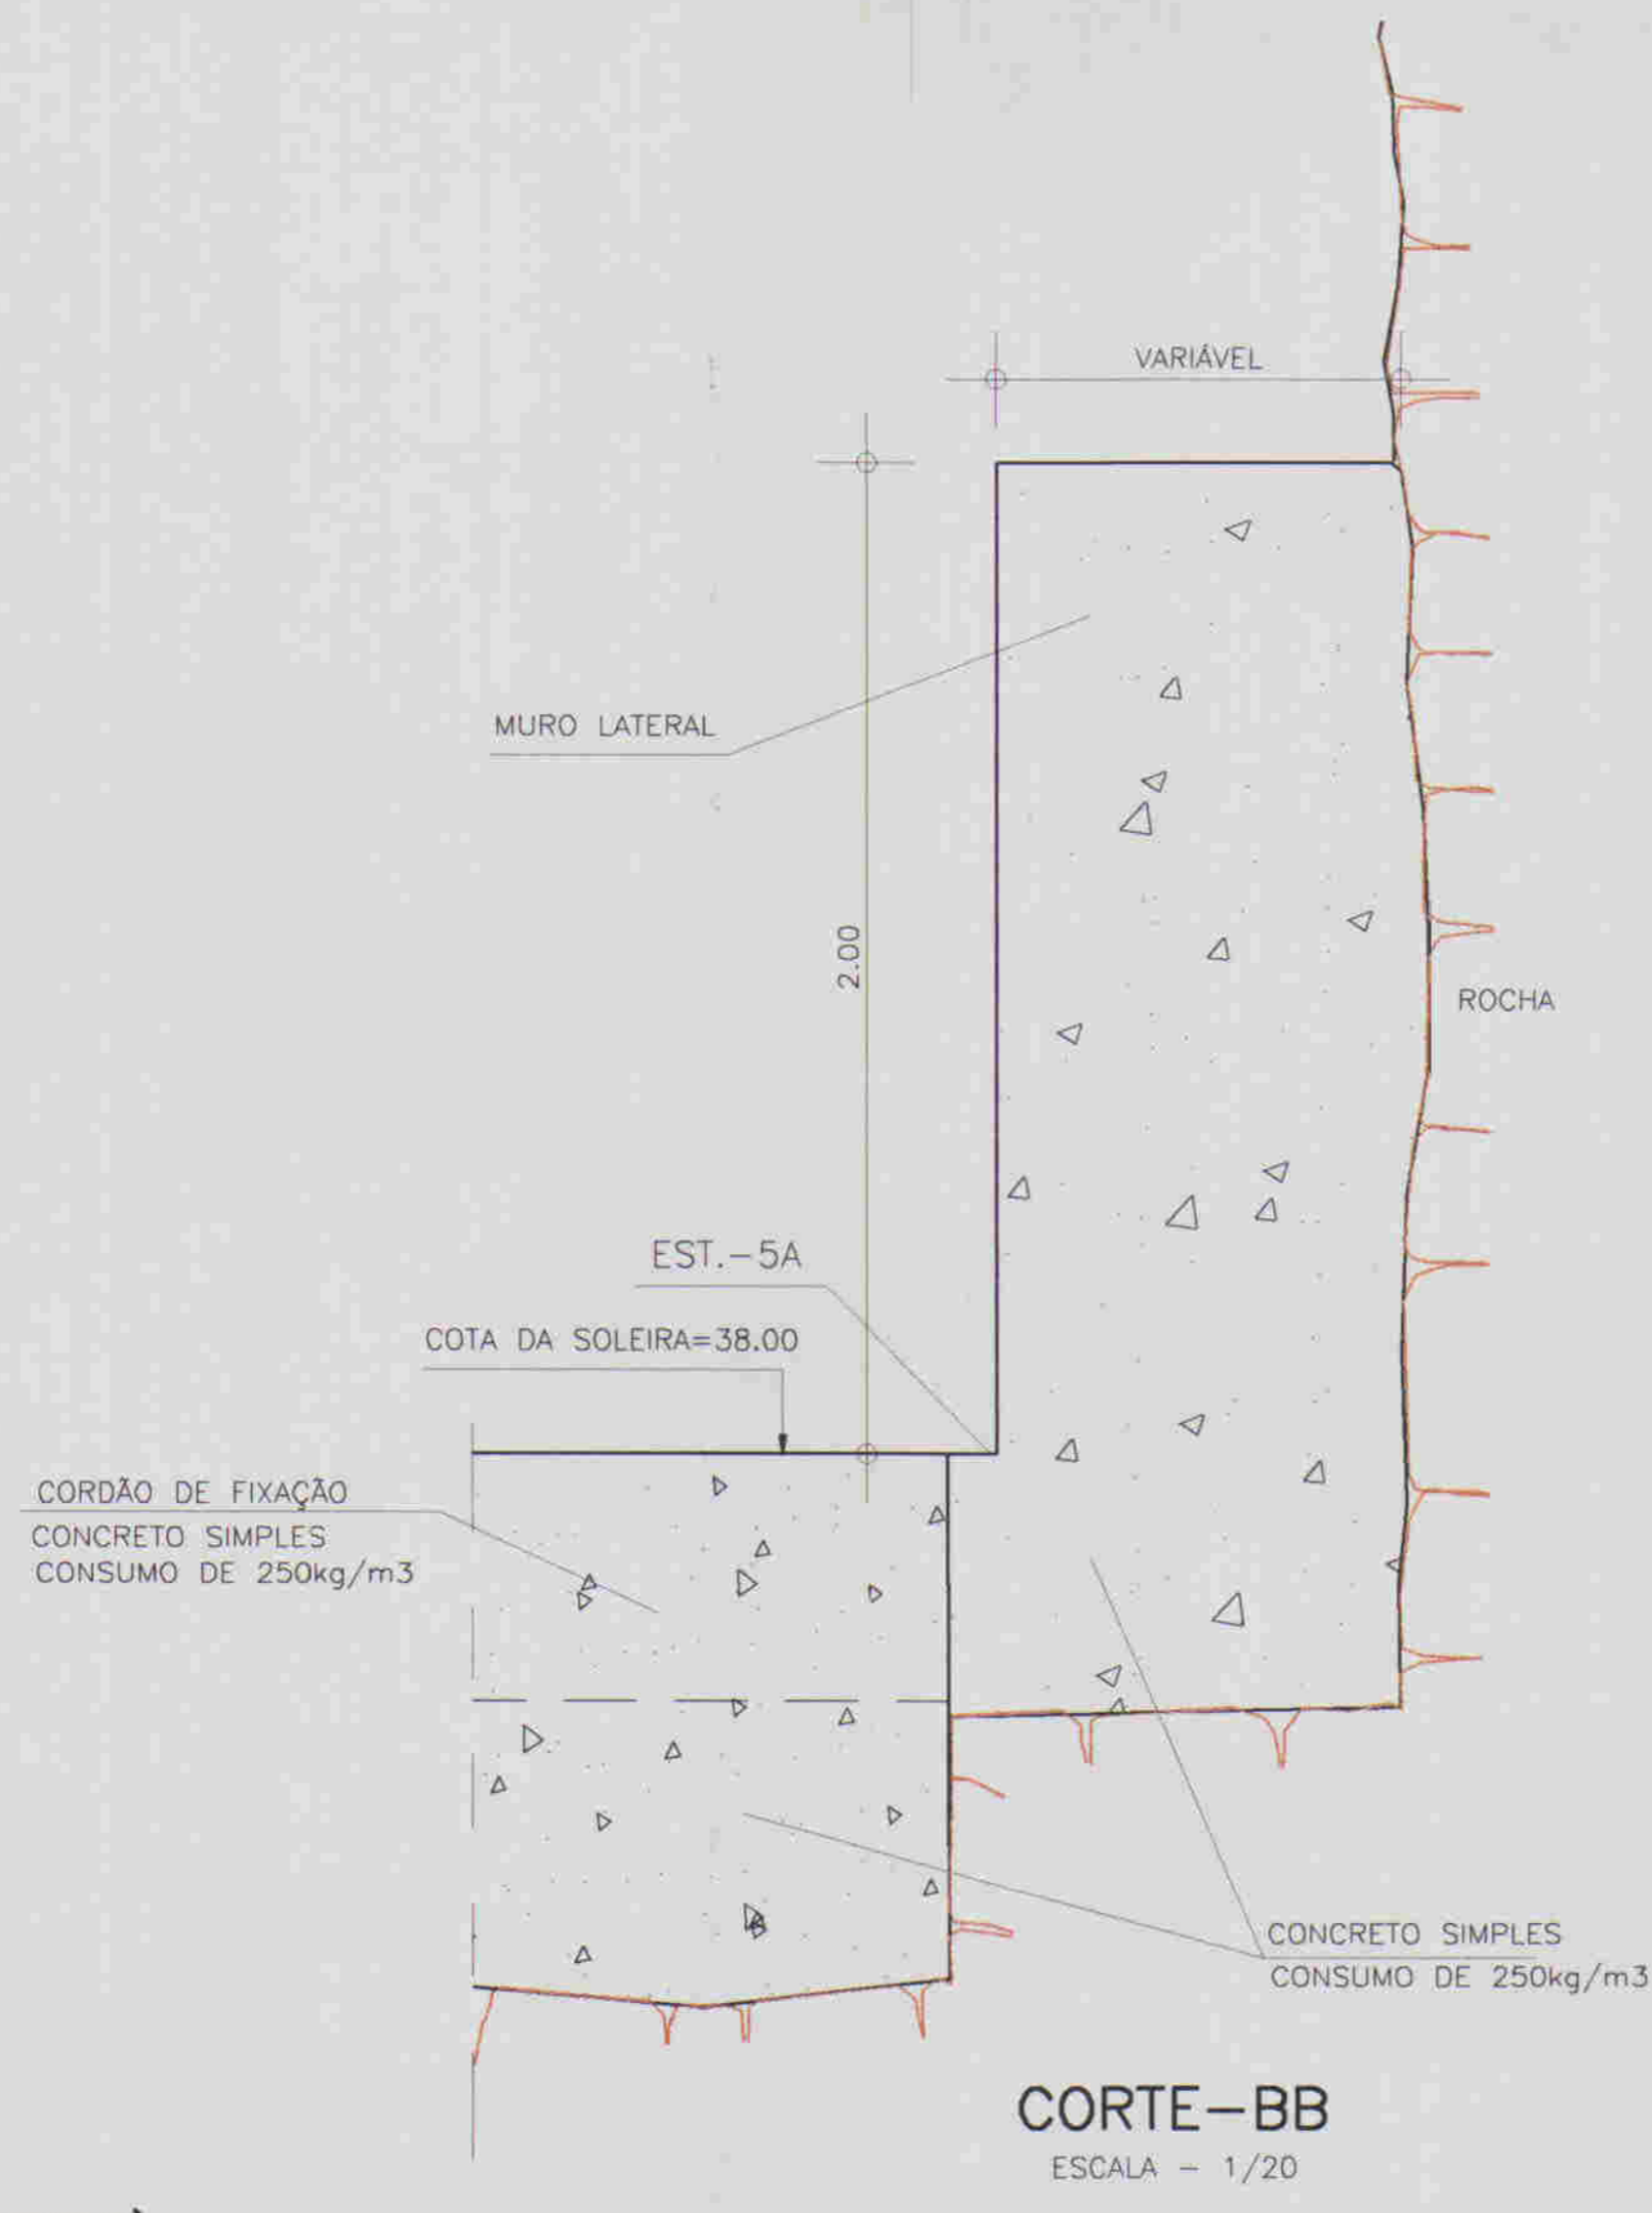 VARIÁVEL
MURO LATERAL
2.00
ROCHA
EST.-5A
COTA DA SOLEIRA=38.00
CORDÃO DE FIXAÇÃO
CONCRETO SIMPLES
CONSUMO DE 250kg/m3
CONCRETO SIMPLES
CONSUMO DE 250kg/m3
CORTE-BB
ESCALA - 1/20